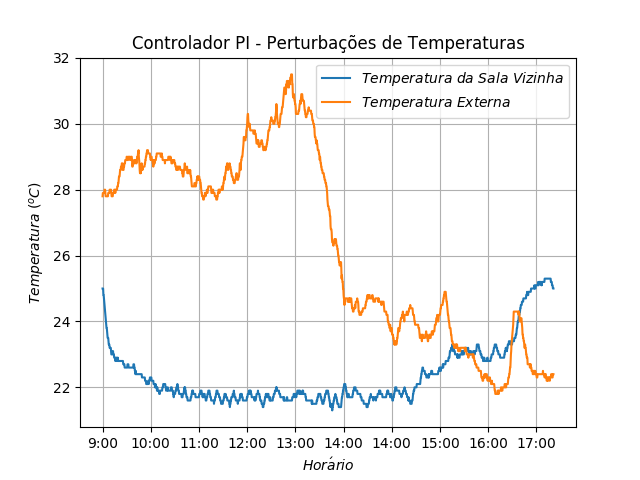 Controlador PI - Perturbações de Temperaturas
Temperatura da Sala Vizinha
Temperatura Externa
32
30
28
26
24
22
Temperatura (ºC)
9:00 10:00 11:00 12:00 13:00 14:00 14:00 15:00 16:00 17:00
Horário